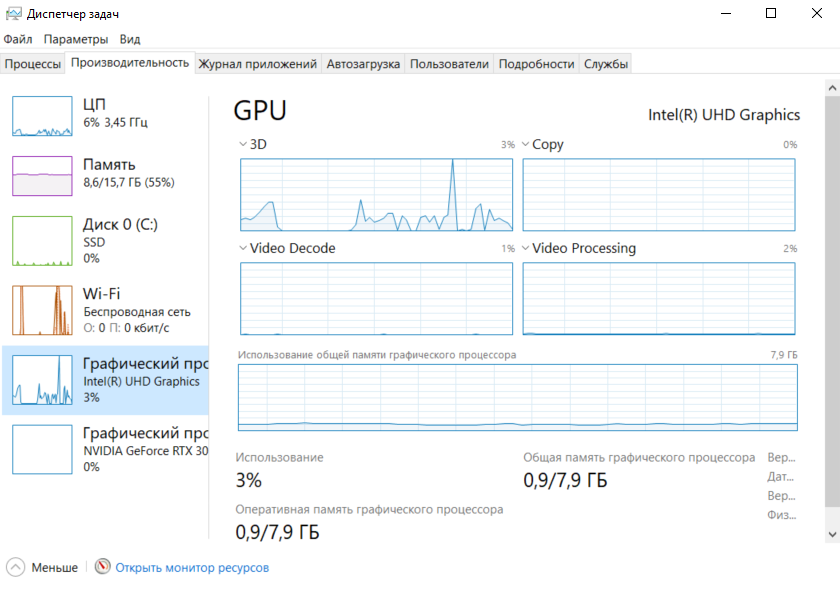 Диспетчер задач
Файл Параметры Вид
Процессы Производительность Журнал приложений Автозагрузка Пользователи Подробности Службы
ЦП
6% 3,45 ГГц
Память
8,6/15,7 ГБ (55%)
Диск 0 (C:)
SSD
0%
Wi-Fi
Беспроводная сеть
О: 0 П: 0 кбит/с
Графический про
Intel(R) UHD Graphics
3%
Графический про
NVIDIA GeForce RTX 30
0%
GPU
Intel(R) UHD Graphics
3D 3%
Copy 0%
Video Decode 1%
Video Processing 2%
Использование общей памяти графического процессора 7,9 ГБ
Использование
3%
Общая память графического процессора
0,9/7,9 ГБ
Вер...
Дат...
Вер...
Физ...
Оперативная память графического процессора
0,9/7,9 ГБ
Меньше
Открыть монитор ресурсов